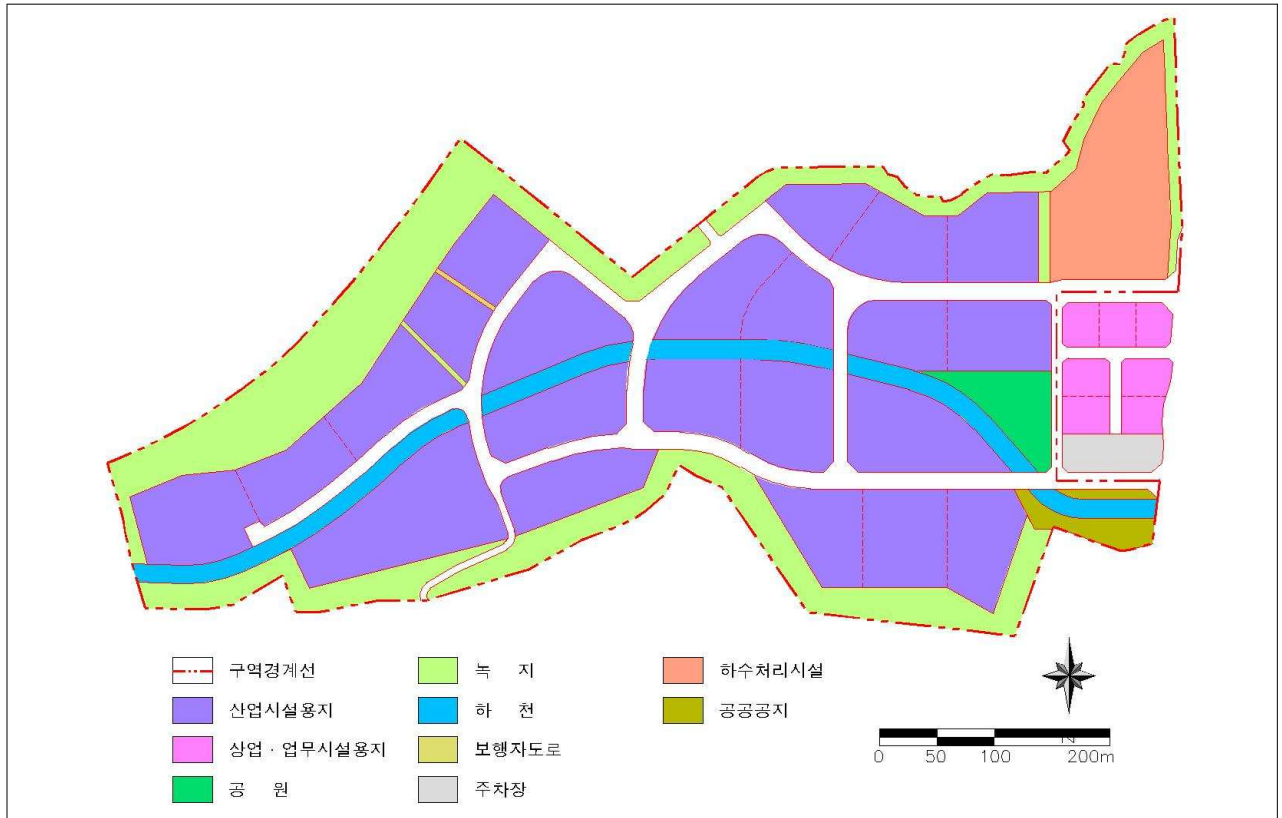 구역경계선
녹 지
하수처리시설
산업시설용지
하 천
공공공지
상업 · 업무시설용지
보행자도로
공 원
주차장
0 50 100 200m